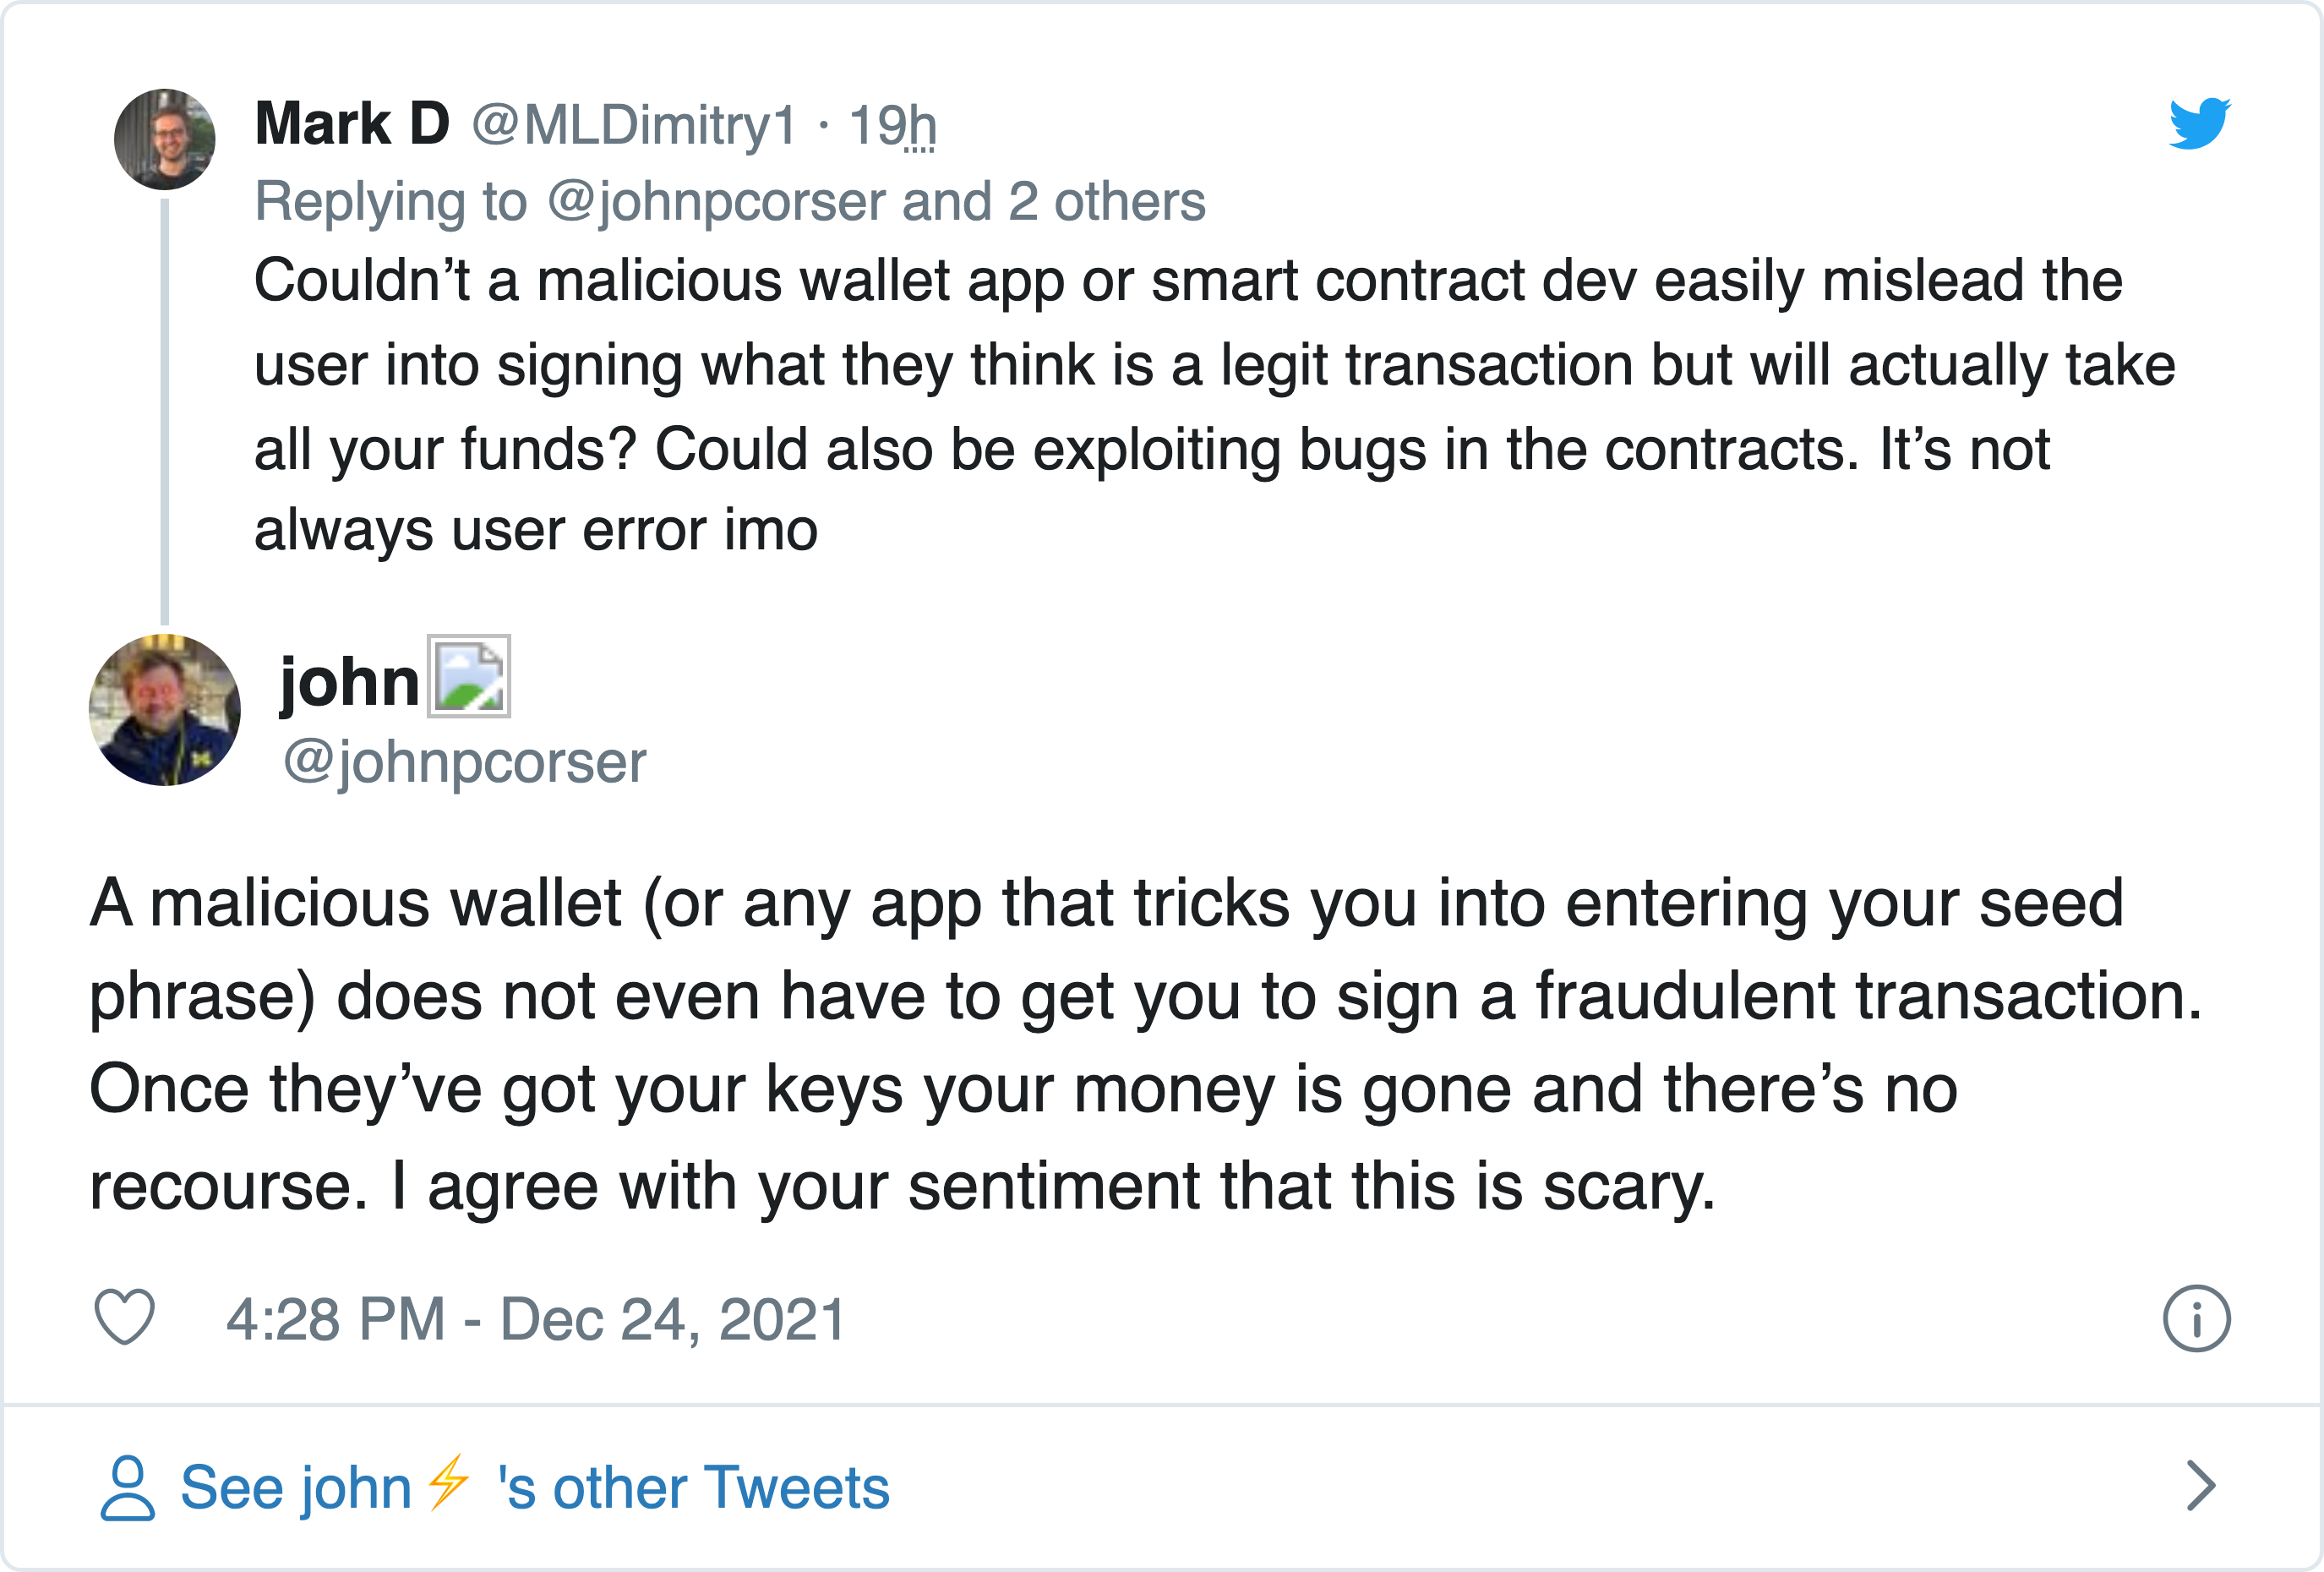 Mark D @MLDimitry1 · 19h
Replying to @johnpcorser and 2 others
Couldn’t a malicious wallet app or smart contract dev easily mislead the
user into signing what they think is a legit transaction but will actually take
all your funds? Could also be exploiting bugs in the contracts. It’s not
always user error imo
john
@johnpcorser
A malicious wallet (or any app that tricks you into entering your seed
phrase) does not even have to get you to sign a fraudulent transaction.
Once they’ve got your keys your money is gone and there’s no
recourse. I agree with your sentiment that this is scary.
4:28 PM - Dec 24, 2021
See john⚡ 's other Tweets